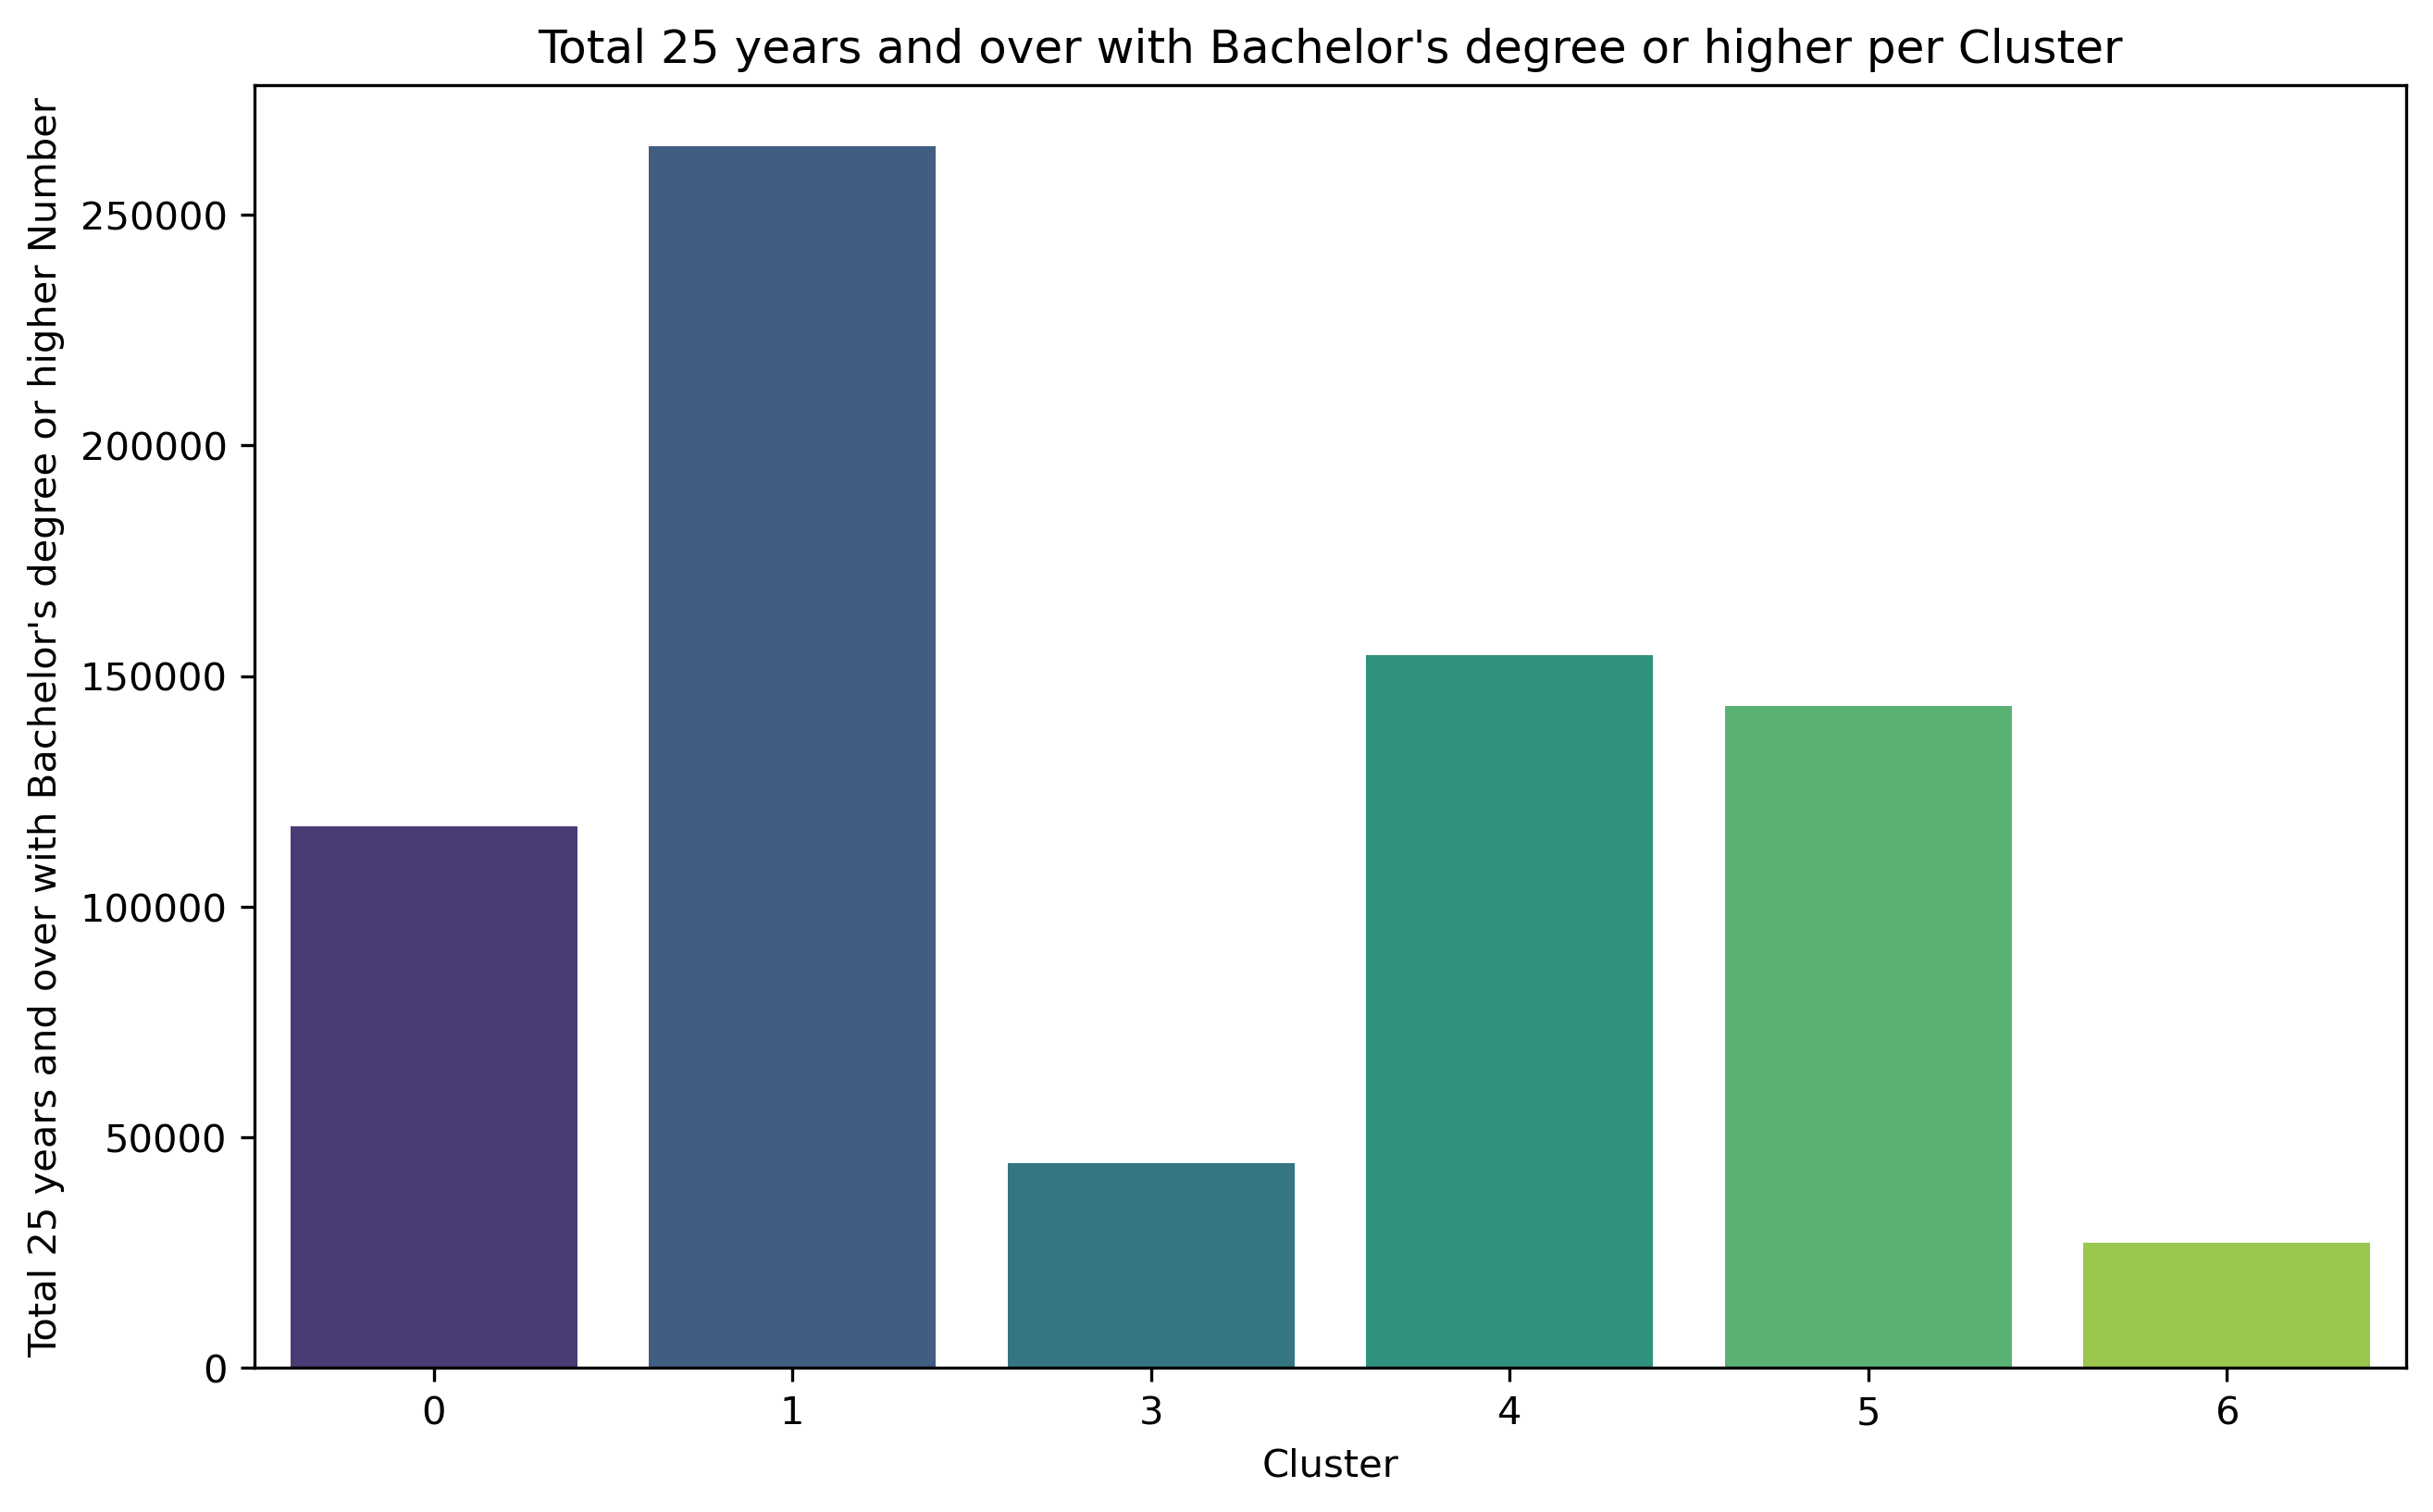 Total 25 years and over with Bachelor's degree or higher per Cluster
Total 25 years and over with Bachelor's degree or higher Number
250000
200000
150000
100000
50000
0
0 1 3 4 5 6
Cluster